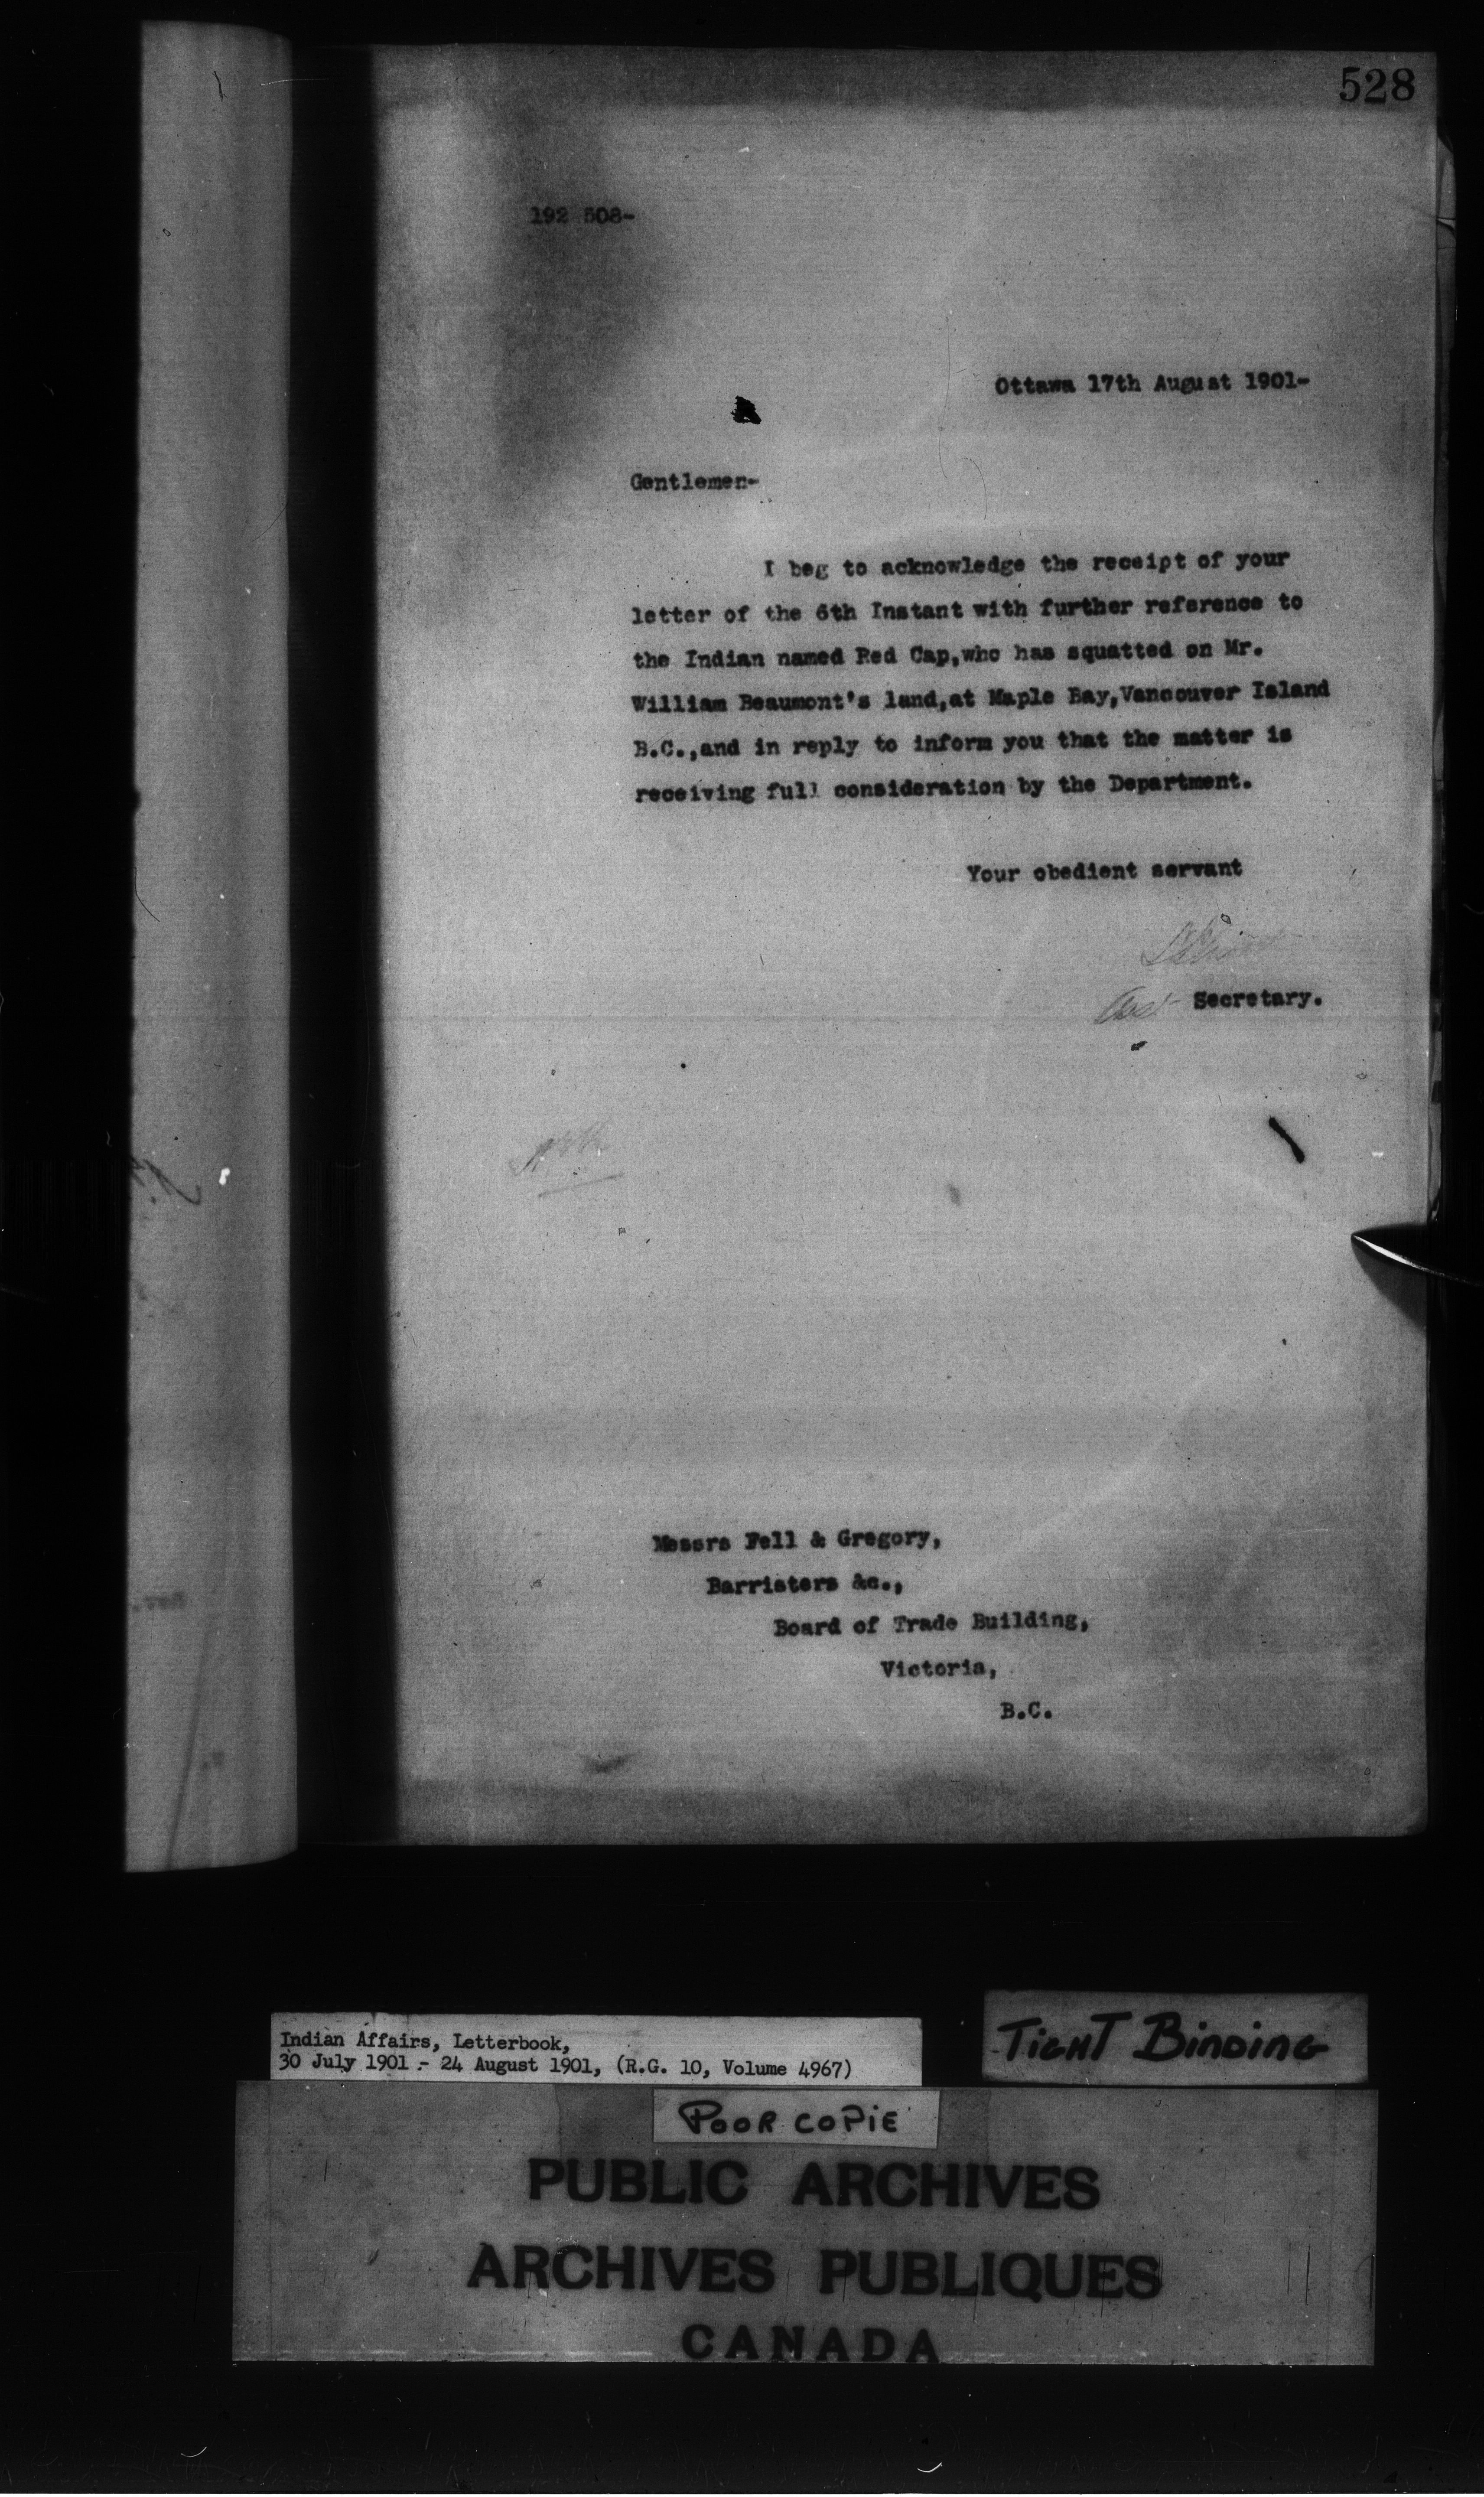 528
192 508-
Ottawa 17th August 1901-
Gentlemen-
I beg to acknowledge the receipt of your
letter of the 6th Instant with further reference to
the Indian named Red Cap,who has squatted on Mr.
William Beaumont's land,at Maple Bay,Vancouver Island
B.C.,and in reply to inform you that the matter is
receiving full consideration by the Department.
Your obedient servant
Secretary.
Messrs Fell & Gregory,
Barristers &c.,
Board of Trade Building,
Victoria,
B.C.
Indian Affairs, Letterbook,
30 July 1901 - 24 August 1901, (R.G. 10, Volume 4967)
TIGHT BINDING
POOR COPIE
PUBLIC ARCHIVES
ARCHIVES PUBLIQUES
CANADA